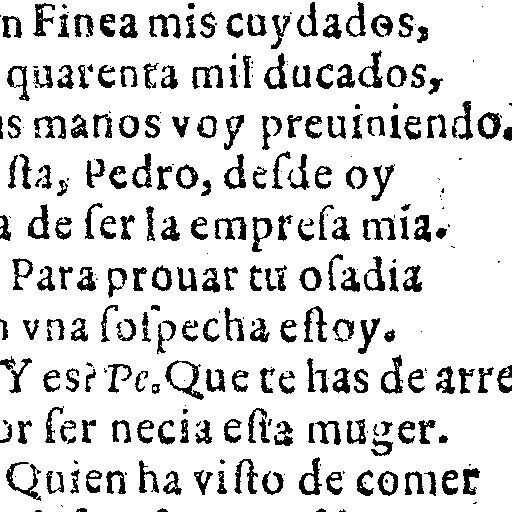 n Finea mis cuydados,
quarenta mil ducados,
us manos voy preuiniendo.
ſta, Pedro, deſde oy
a de ſer la empreſa mia.
Para prouar tu oſadia
n vna ſoſpecha eſtoy.
Y es? Pe. Que te has de arre
or ſer necia eſta muger.
Quien ha viſto de comer